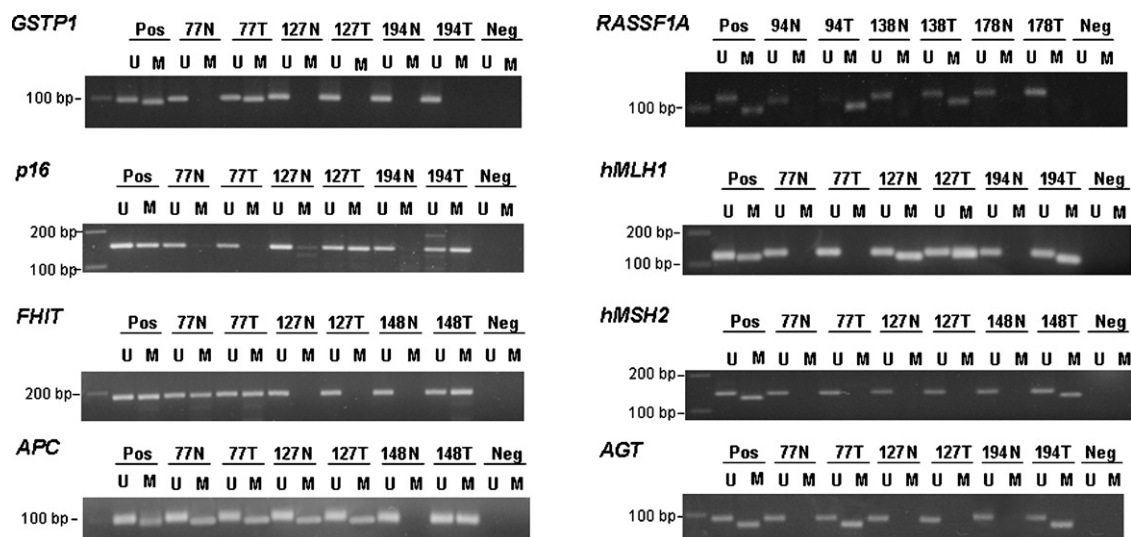 GSTP1
Pos 77N 77T 127N 127T 194N 194T Neg
U M U M U M U M U M U M U M U M
100 bp-
p16
Pos 77N 77T 127N 127T 194N 194T Neg
U M U M U M U M U M U M U M U M
200 bp-
100 bp-
FHIT
Pos 77N 77T 127N 127T 148N 148T Neg
U M U M U M U M U M U M U M U M
200 bp-
APC
Pos 77N 77T 127N 127T 148N 148T Neg
U M U M U M U M U M U M U M U M
100 bp-
RASSF1A
Pos 94N 94T 138N 138T 178N 178T Neg
U M U M U M U M U M U M U M U M
100 bp-
hMLH1
Pos 77N 77T 127N 127T 194N 194T Neg
U M U M U M U M U M U M U M U M
200 bp-
100 bp-
hMSH2
Pos 77N 77T 127N 127T 148N 148T Neg
U M U M U M U M U M U M U M U M
200 bp-
100 bp-
AGT
Pos 77N 77T 127N 127T 194N 194T Neg
U M U M U M U M U M U M U M U M
100 bp-